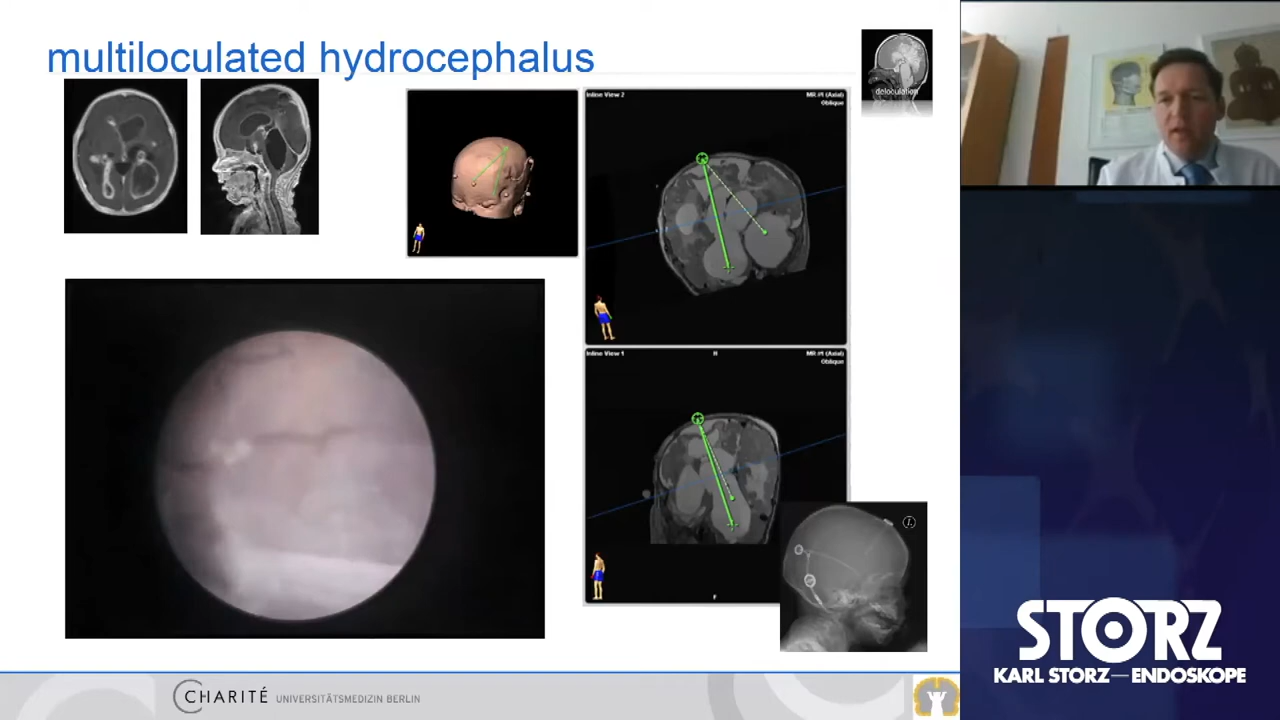 multiloculated hydrocephalus
delocculation
Inline View 2
MR #1 (Axial)
Oblique
Inline View 1
H
MR #1 (Axial)
Oblique
F
L
CHARITÉ UNIVERSITÄTSMEDIZIN BERLIN
STORZ
KARL STORZ—ENDOSKOPE